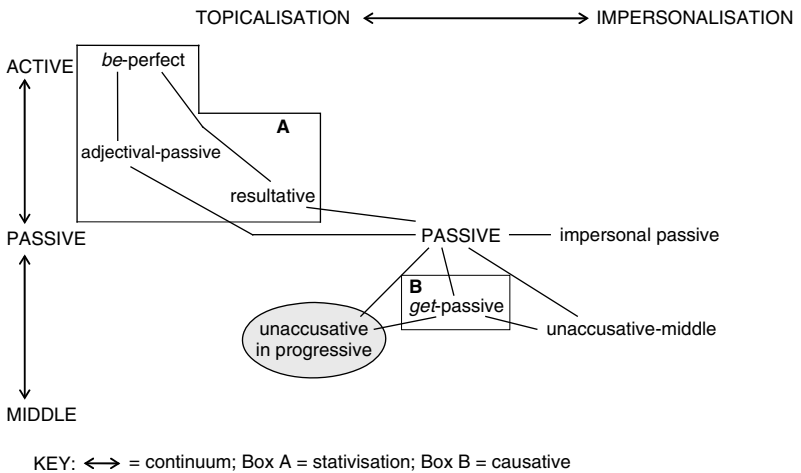 TOPICALISATION ⟷ IMPERSONALISATION
ACTIVE
be-perfect
A
adjectival-passive
resultative
PASSIVE
PASSIVE
impersonal passive
B
get-passive
unaccusative
in progressive
unaccusative-middle
MIDDLE
KEY: ⟷ = continuum; Box A = stativisation; Box B = causative